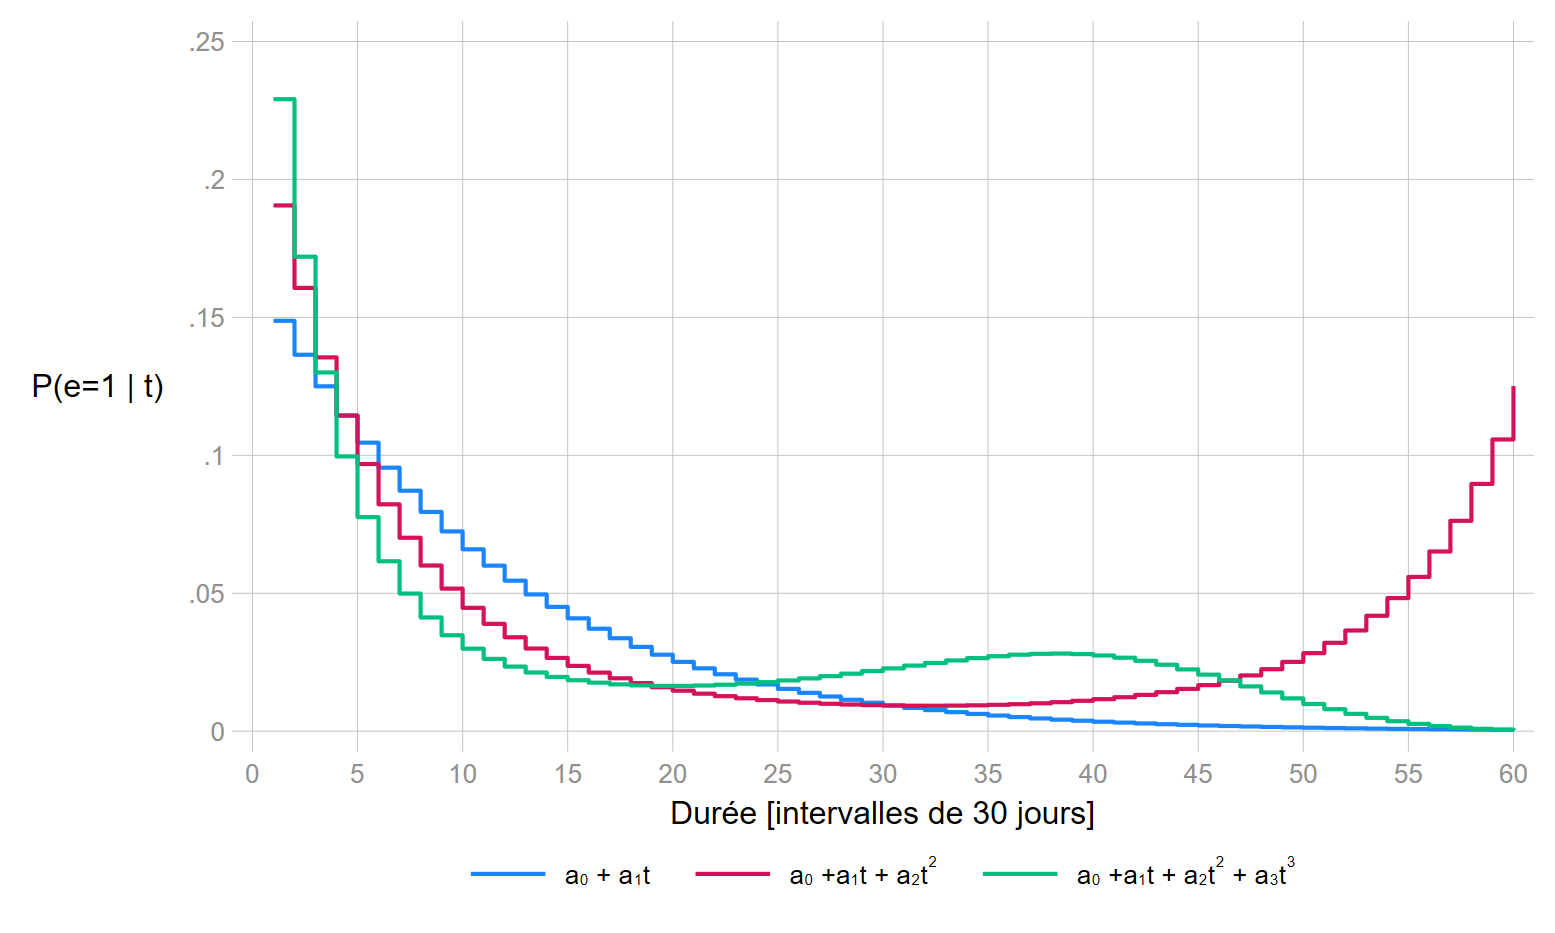 .25
.2
.15
P(e=1 | t)
.1
.05
0
0 5 10 15 20 25 30 35 40 45 50 55 60
Durée [intervalles de 30 jours]
a₀ + a₁t a₀ +a₁t + a₂t² a₀ +a₁t + a₂t² + a₃t³